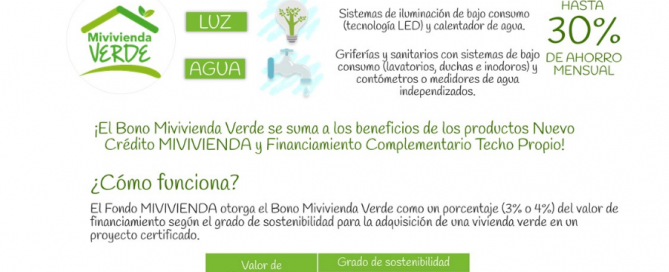 Mivivienda
VERDE
LUZ
Sistemas de iluminación de bajo consumo
(tecnología LED) y calentador de agua.
AGUA
Griferías y sanitarios con sistemas de bajo
consumo (lavatorios, duchas e inodoros) y
contómetros o medidores de agua
independizados.
HASTA
30%
DE AHORRO
MENSUAL
¡El Bono Mivivienda Verde se suma a los beneficios de los productos Nuevo
Crédito MIVIVIENDA y Financiamiento Complementario Techo Propio!
¿Cómo funciona?
El Fondo MIVIVIENDA otorga el Bono Mivivienda Verde como un porcentaje (3% o 4%) del valor de
financiamiento según el grado de sostenibilidad para la adquisición de una vivienda verde en un
proyecto certificado.
Valor de
Grado de sostenibilidad